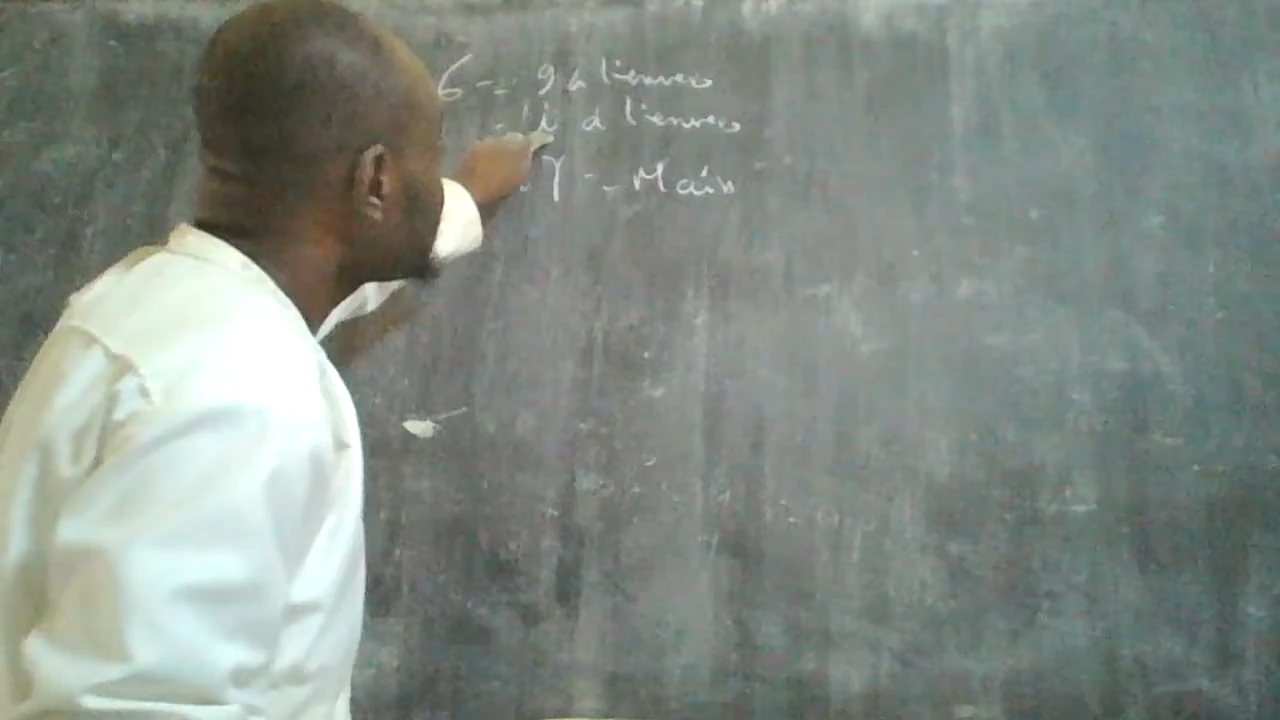 6 -- 9 à l'envers
- i à l'envers
7 -- Main